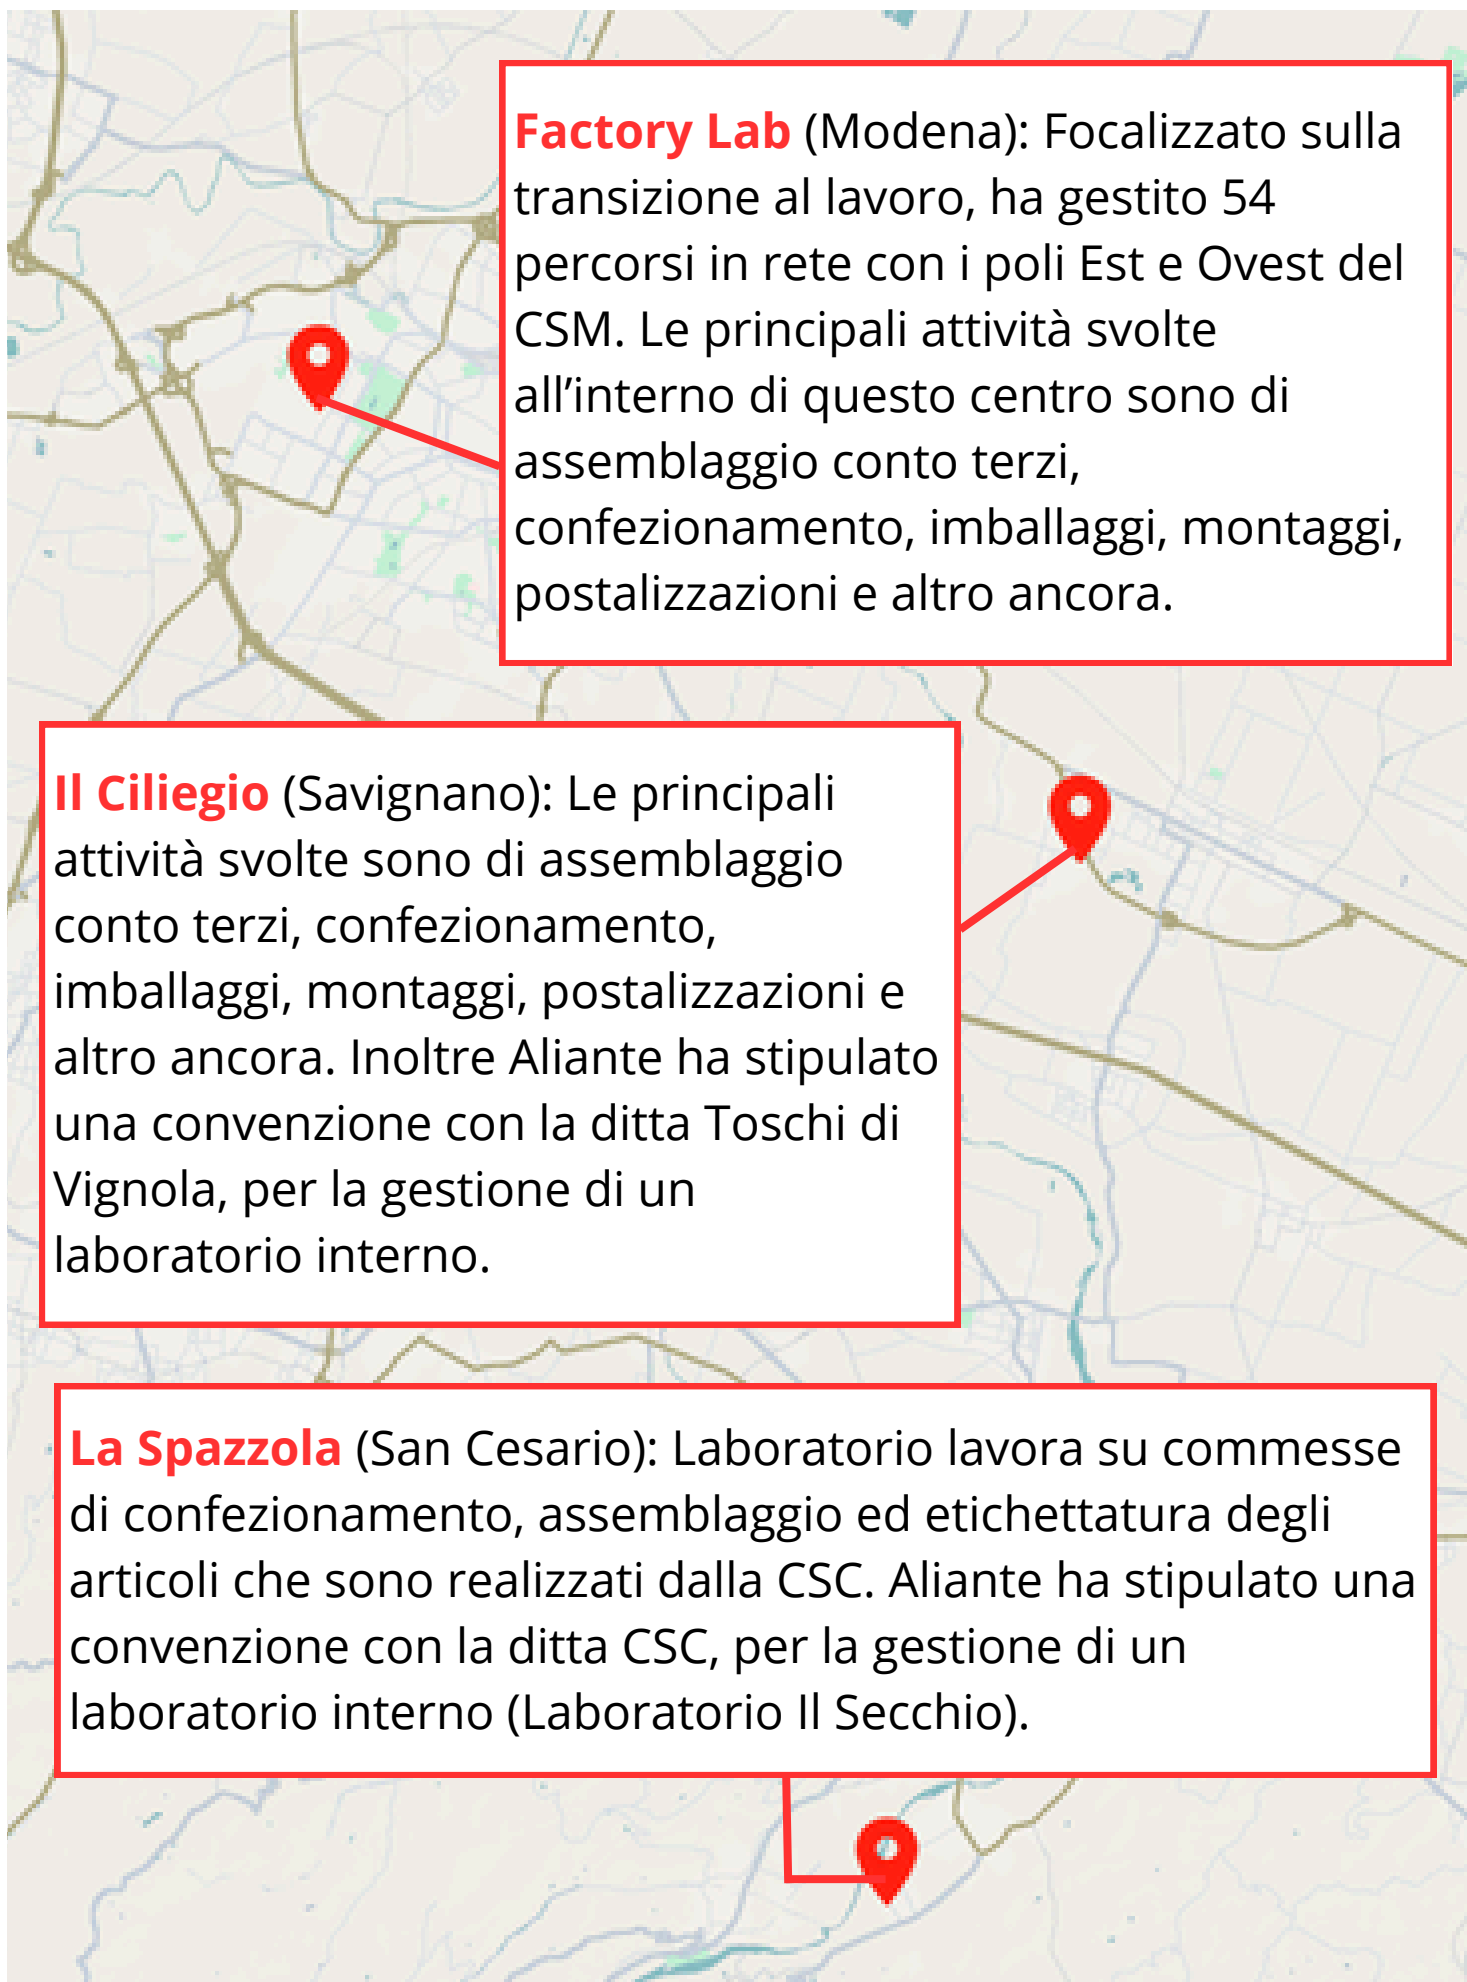 Factory Lab (Modena): Focalizzato sulla
transizione al lavoro, ha gestito 54
percorsi in rete con i poli Est e Ovest del
CSM. Le principali attività svolte
all’interno di questo centro sono di
assemblaggio conto terzi,
confezionamento, imballaggi, montaggi,
postalizzazioni e altro ancora.
Il Ciliegio (Savignano): Le principali
attività svolte sono di assemblaggio
conto terzi, confezionamento,
imballaggi, montaggi, postalizzazioni e
altro ancora. Inoltre Aliante ha stipulato
una convenzione con la ditta Toschi di
Vignola, per la gestione di un
laboratorio interno.
La Spazzola (San Cesario): Laboratorio lavora su commesse
di confezionamento, assemblaggio ed etichettatura degli
articoli che sono realizzati dalla CSC. Aliante ha stipulato una
convenzione con la ditta CSC, per la gestione di un
laboratorio interno (Laboratorio Il Secchio).